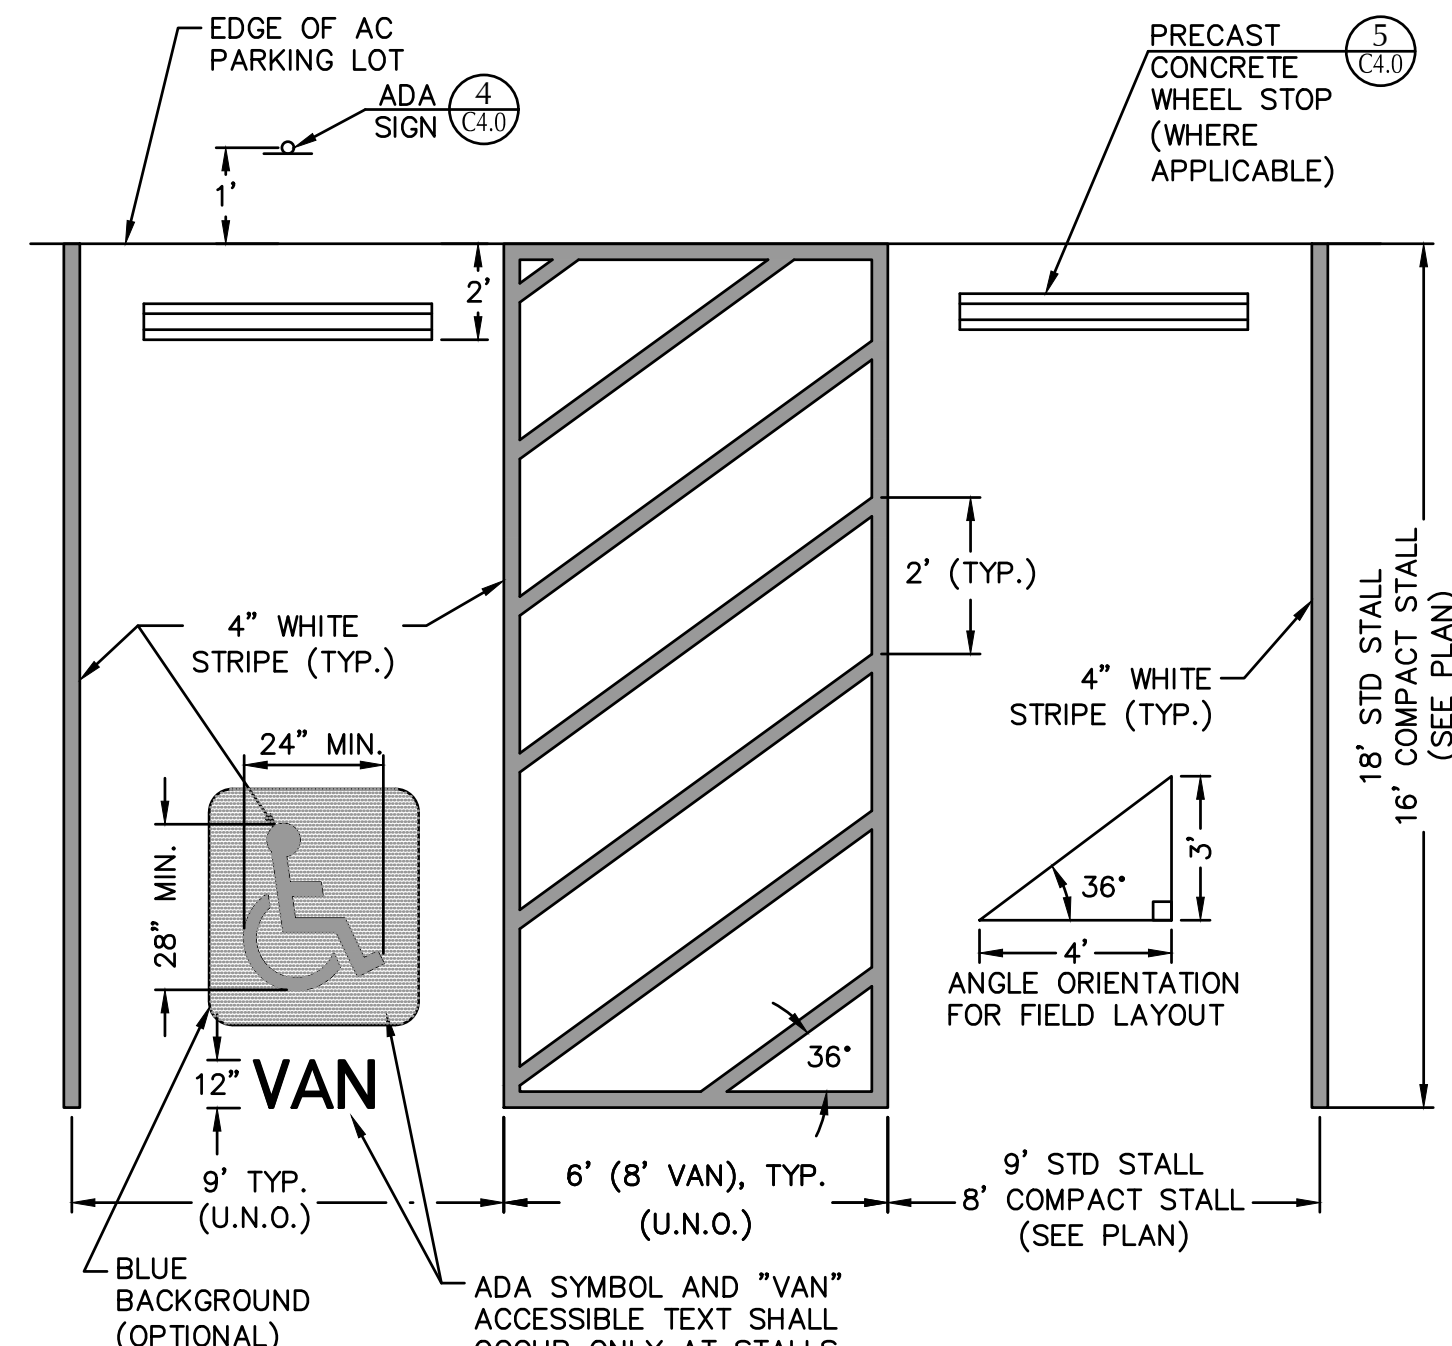 EDGE OF AC
PARKING LOT
ADA
SIGN
4
C4.0
PRECAST
CONCRETE
WHEEL STOP
(WHERE
APPLICABLE)
5
C4.0
1'
2'
2' (TYP.)
4" WHITE
STRIPE (TYP.)
4" WHITE
STRIPE (TYP.)
18' STD STALL
16' COMPACT STALL
(SEE PLAN)
24" MIN.
28" MIN.
12"
VAN
36°
3'
4'
ANGLE ORIENTATION
FOR FIELD LAYOUT
36°
9' TYP.
(U.N.O.)
6' (8' VAN), TYP.
(U.N.O.)
9' STD STALL
8' COMPACT STALL
(SEE PLAN)
BLUE
BACKGROUND
(OPTIONAL)
ADA SYMBOL AND "VAN"
ACCESSIBLE TEXT SHALL
OCCUR ONLY AT STALLS